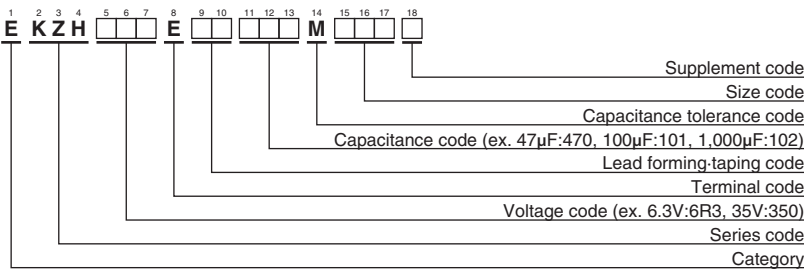 1 2 3 4 5 6 7 8 9 10 11 12 13 14 15 16 17 18
E K Z H □ □ □ E □ □ □ □ □ M □ □ □ □
Supplement code
Size code
Capacitance tolerance code
Capacitance code (ex. 47µF:470, 100µF:101, 1,000µF:102)
Lead forming·taping code
Terminal code
Voltage code (ex. 6.3V:6R3, 35V:350)
Series code
Category